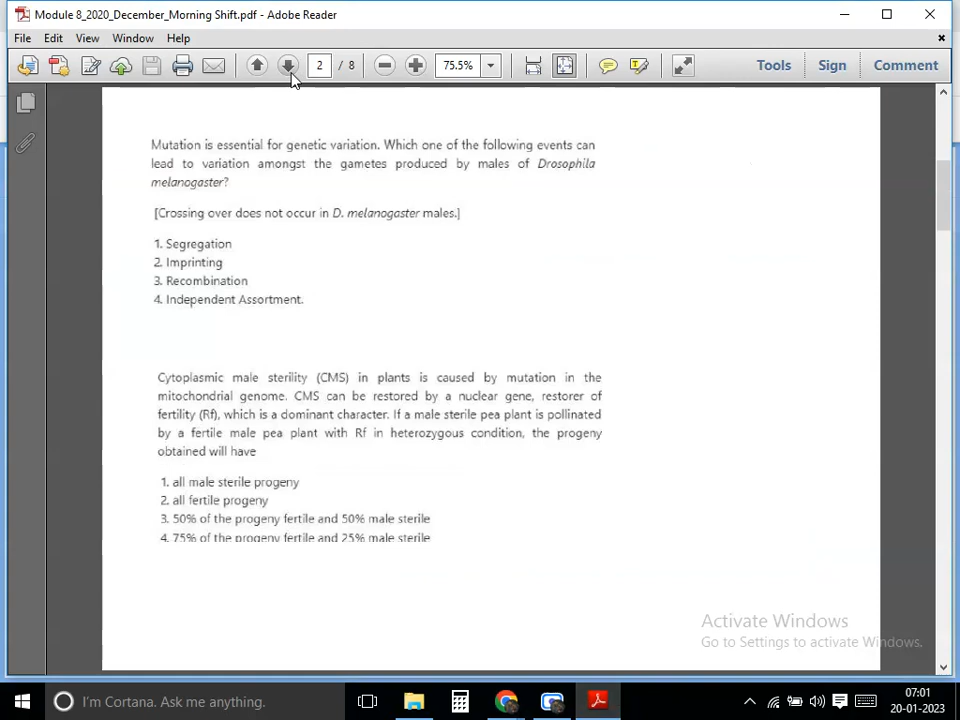 Module 8_2020_December_Morning Shift.pdf - Adobe Reader
File Edit View Window Help
2 / 8 75.5% Tools Sign Comment
Mutation is essential for genetic variation. Which one of the following events can
lead to variation amongst the gametes produced by males of Drosophila
melanogaster?
[Crossing over does not occur in D. melanogaster males.]
1. Segregation
2. Imprinting
3. Recombination
4. Independent Assortment.
Cytoplasmic male sterility (CMS) in plants is caused by mutation in the
mitochondrial genome. CMS can be restored by a nuclear gene, restorer of
fertility (Rf), which is a dominant character. If a male sterile pea plant is pollinated
by a fertile male pea plant with Rf in heterozygous condition, the progeny
obtained will have
1. all male sterile progeny
2. all fertile progeny
3. 50% of the progeny fertile and 50% male sterile
4. 75% of the progeny fertile and 25% male sterile
Activate Windows
Go to Settings to activate Windows.
I'm Cortana. Ask me anything.
07:01
20-01-2023